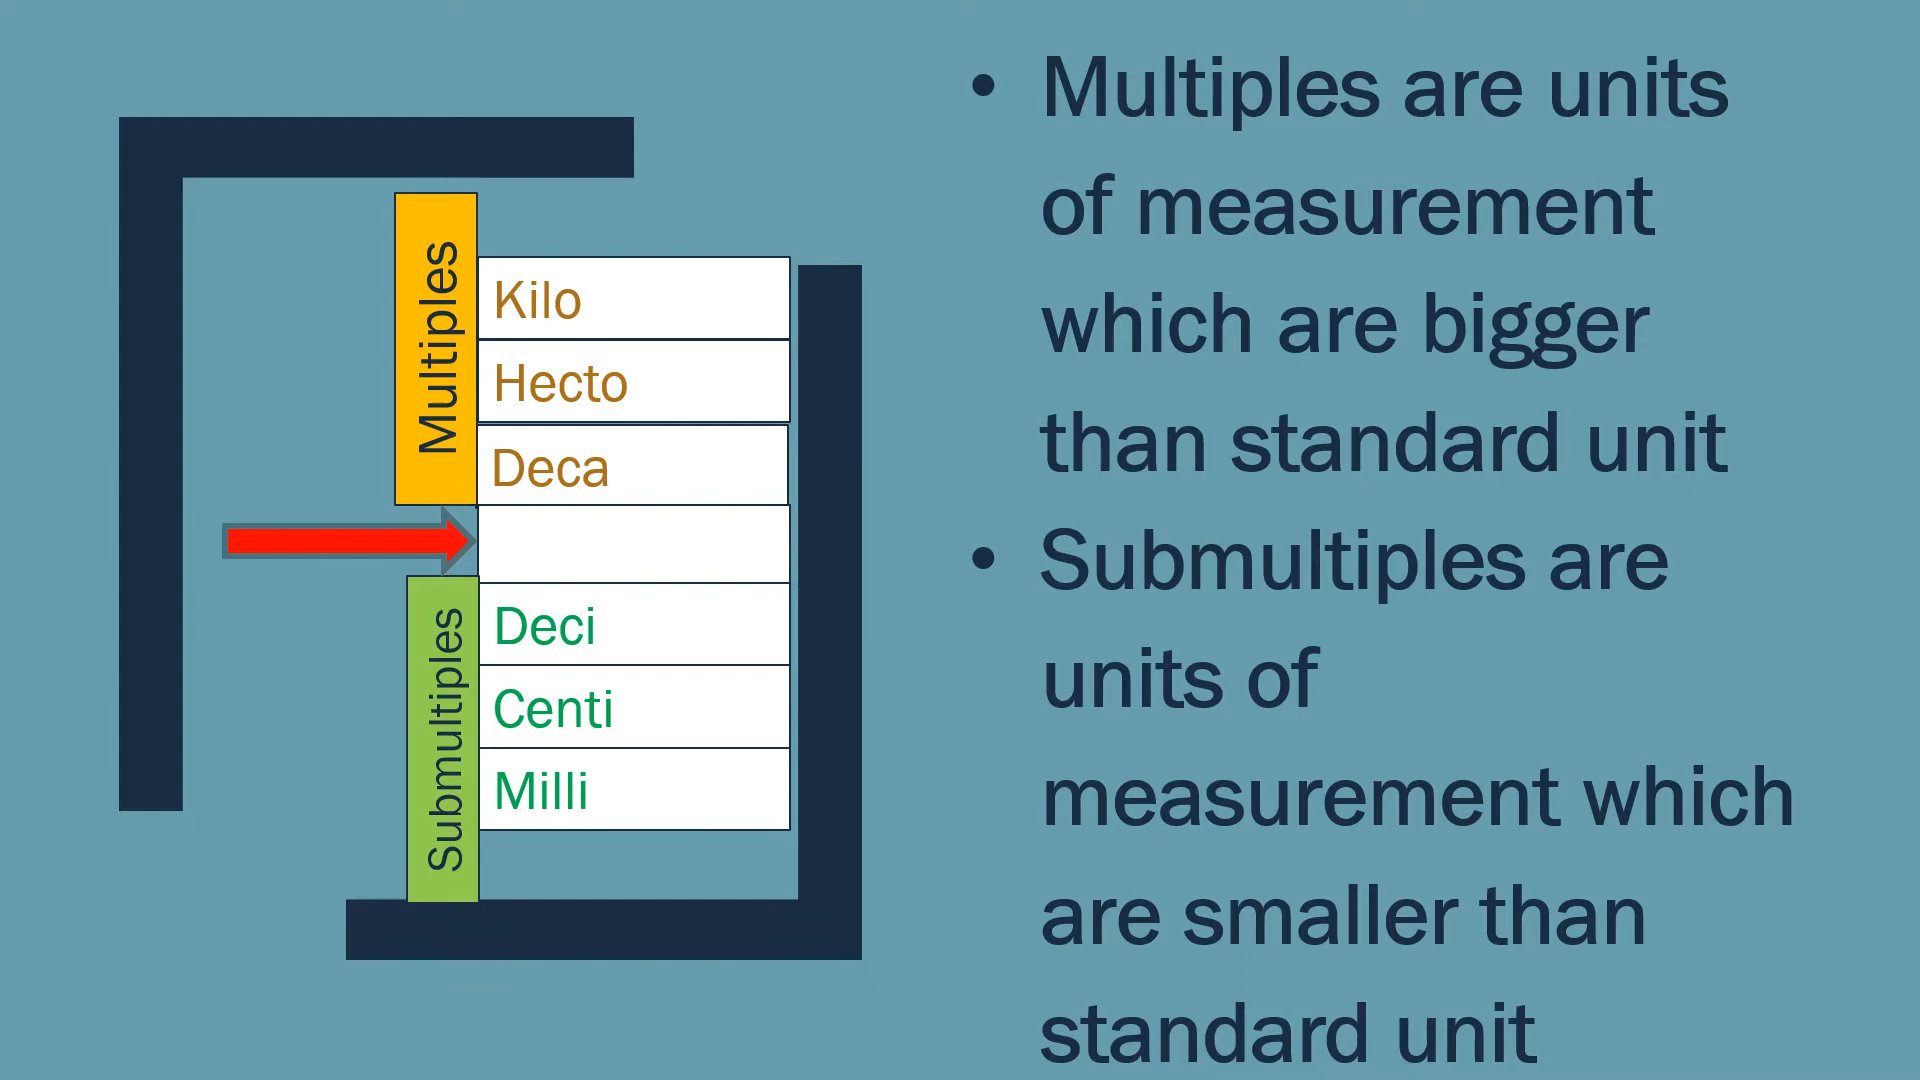 Multiples
Kilo
Hecto
Deca
Submultiples
Deci
Centi
Milli
• Multiples are units
of measurement
which are bigger
than standard unit
• Submultiples are
units of
measurement which
are smaller than
standard unit